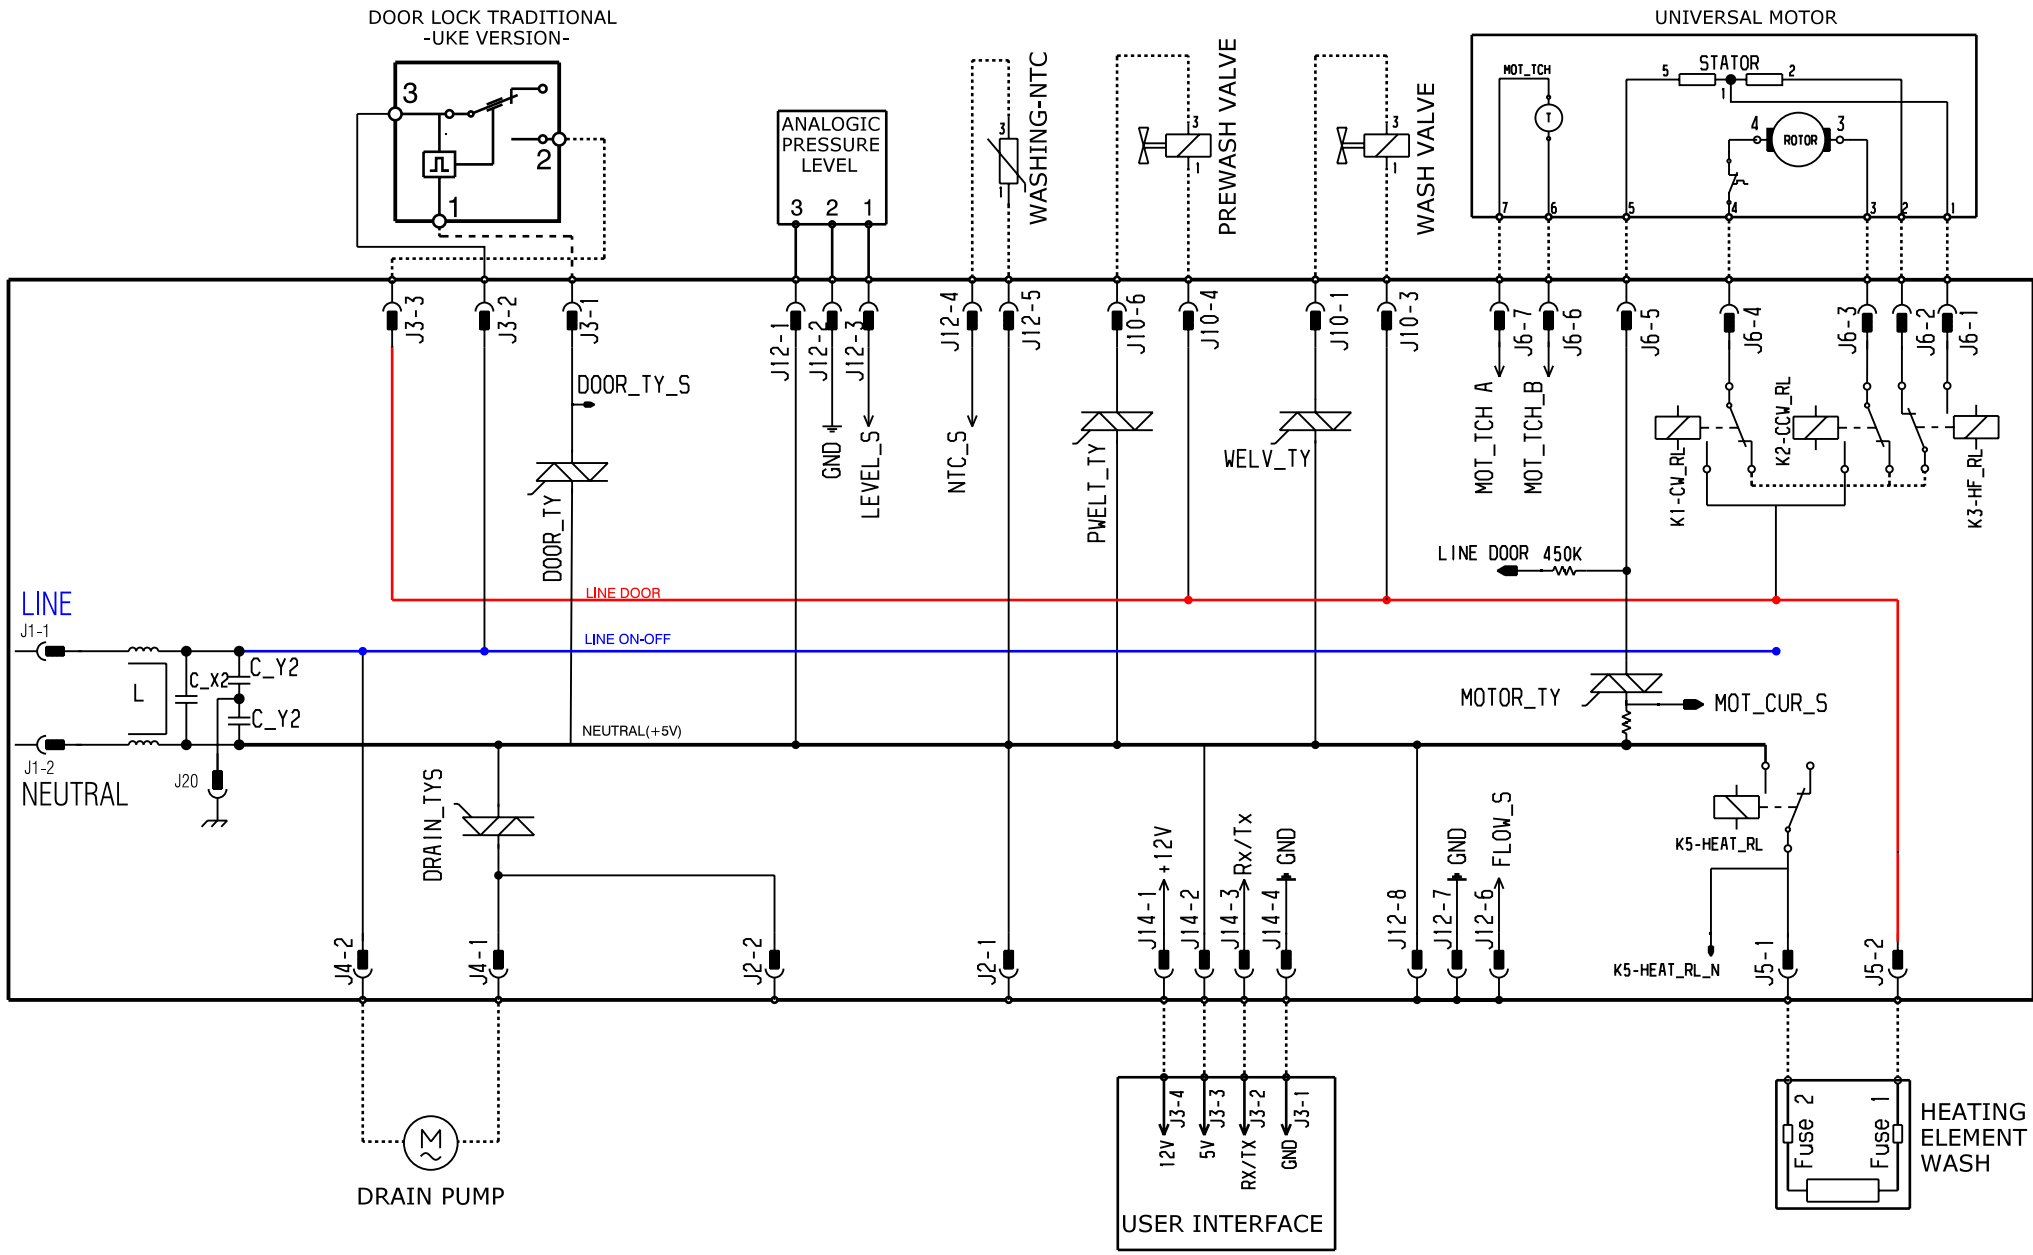 DOOR LOCK TRADITIONAL
-UKE VERSION-
3
2
1
ANALOGIC
PRESSURE
LEVEL
3 2 1
3
1
WASHING-NTC
3
1
PREWASH VALVE
3
1
WASH VALVE
UNIVERSAL MOTOR
MOT_TCH
T
STATOR
5
2
1
4
ROTOR
3
7
6
5
4
3
2
1
J3-3
J3-2
J3-1
J12-1
J12-2
J12-3
J12-4
J12-5
J10-6
J10-4
J10-1
J10-3
J6-7
J6-6
J6-5
J6-4
J6-3
J6-2
J6-1
DOOR_TY_S
DOOR_TY
GND
LEVEL_S
NTC_S
PWELT_TY
WELV_TY
MOT_TCH A
MOT_TCH_B
K1-CW_RL
K2-CCW_RL
K3-HF_RL
LINE DOOR 450K
LINE DOOR
LINE
J1-1
LINE ON-OFF
L
C_X2
C_Y2
C_Y2
MOTOR_TY
MOT_CUR_S
NEUTRAL(+5V)
J1-2
NEUTRAL
J20
DRAIN_TYS
+12V
Rx/Tx
GND
GND
FLOW_S
K5-HEAT_RL
K5-HEAT_RL_N
J4-2
J4-1
J2-2
J2-1
J14-1
J14-2
J14-3
J14-4
J12-8
J12-7
J12-6
J5-1
J5-2
M
DRAIN PUMP
J3-4
J3-3
J3-2
J3-1
12V
5V
RX/TX
GND
USER INTERFACE
Fuse 2
Fuse 1
HEATING
ELEMENT
WASH